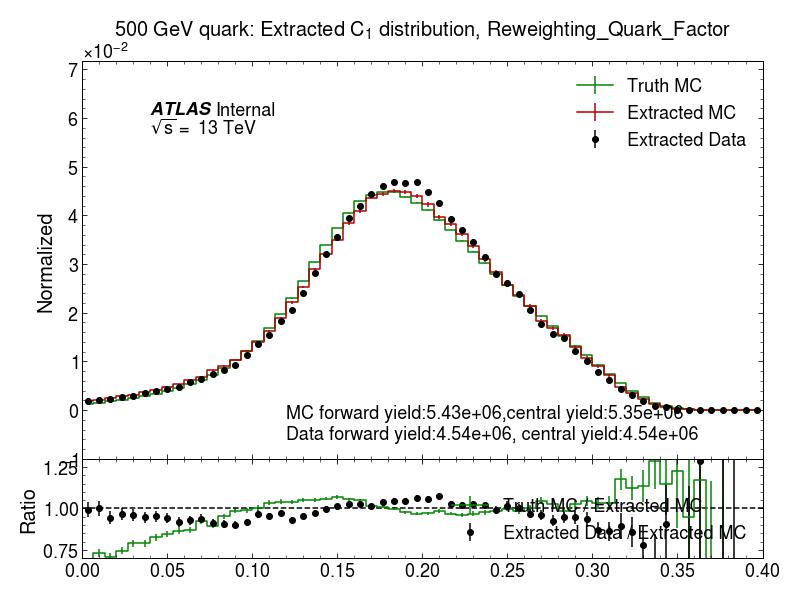 500 GeV quark: Extracted C₁ distribution, Reweighting_Quark_Factor
×10⁻²
7
6
5
4
3
2
1
0
1
Normalized
ATLAS Internal
√s = 13 TeV
Truth MC
Extracted MC
Extracted Data
MC forward yield:5.43e+06,central yield:5.35e+06
Data forward yield:4.54e+06, central yield:4.54e+06
1.25
1.00
0.75
Ratio
Truth MC / Extracted MC
Extracted Data / Extracted MC
0.00 0.05 0.10 0.15 0.20 0.25 0.30 0.35 0.40